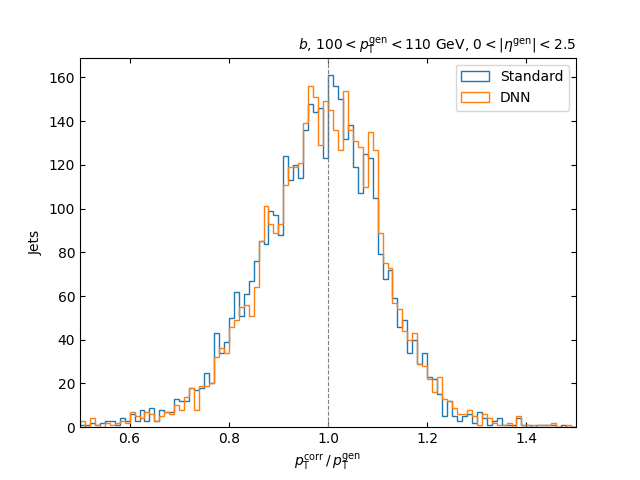 b, 100 < p_T^gen < 110 GeV, 0 < |η^gen| < 2.5
Standard
DNN
160
140
120
100
80
60
40
20
0
Jets
0.6 0.8 1.0 1.2 1.4
p_T^corr / p_T^gen